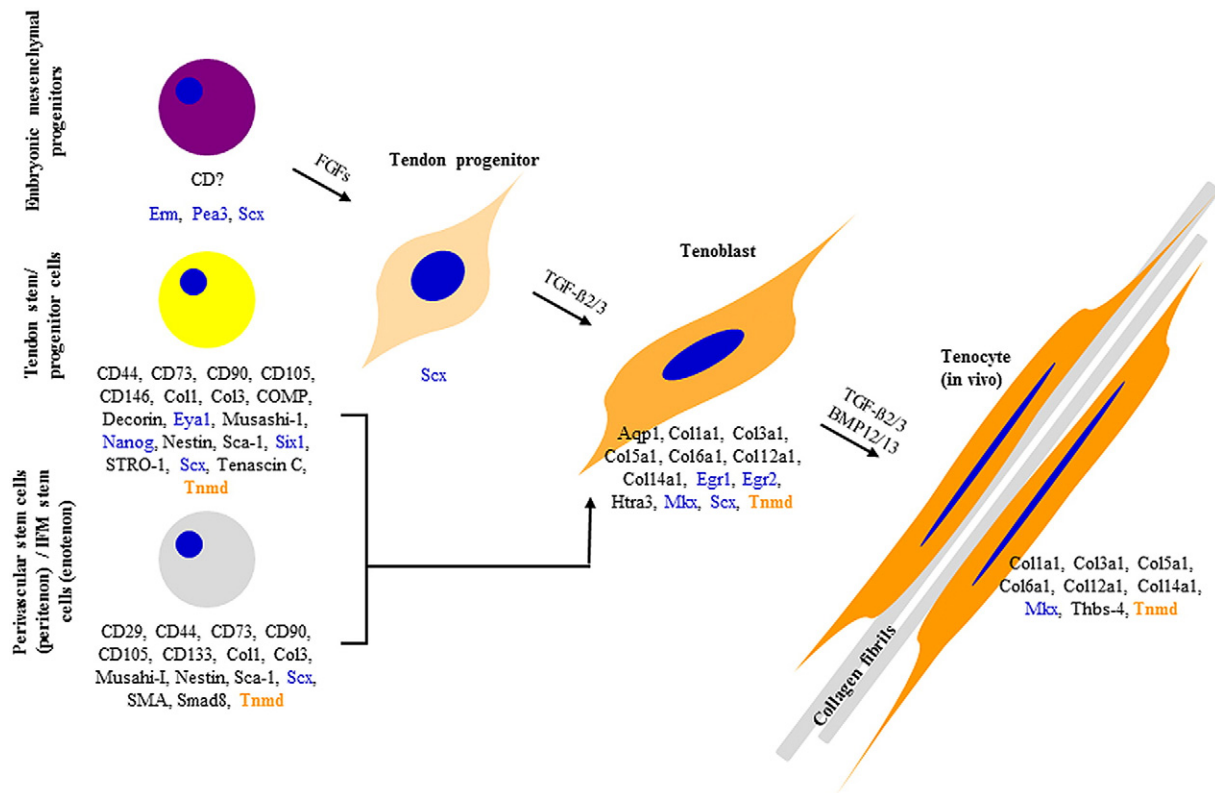 Embryonic mesenchymal
progenitors
CD?
Erm, Pea3, Scx
FGFs
Tendon progenitor
Scx
Tendon stem/
progenitor cells
CD44, CD73, CD90, CD105,
CD146, Col1, Col3, COMP,
Decorin, Eya1, Musashi-1,
Nanog, Nestin, Sca-1, Six1,
STRO-1, Scx, Tenascin C,
Tnmd
TGF-ß2/3
Tenoblast
Aqp1, Col1a1, Col3a1,
Col5a1, Col6a1, Col12a1,
Col14a1, Egr1, Egr2,
Htra3, Mkx, Scx, Tnmd
Perivascular stem cells
(peritenon) / IFM stem
cells (enotenon)
CD29, CD44, CD73, CD90,
CD105, CD133, Col1, Col3,
Musahi-I, Nestin, Sca-1, Scx,
SMA, Smad8, Tnmd
TGF-ß2/3
BMP12/13
Tenocyte
(in vivo)
Col1a1, Col3a1, Col5a1,
Col6a1, Col12a1, Col14a1,
Mkx, Thbs-4, Tnmd
Collagen fibrils